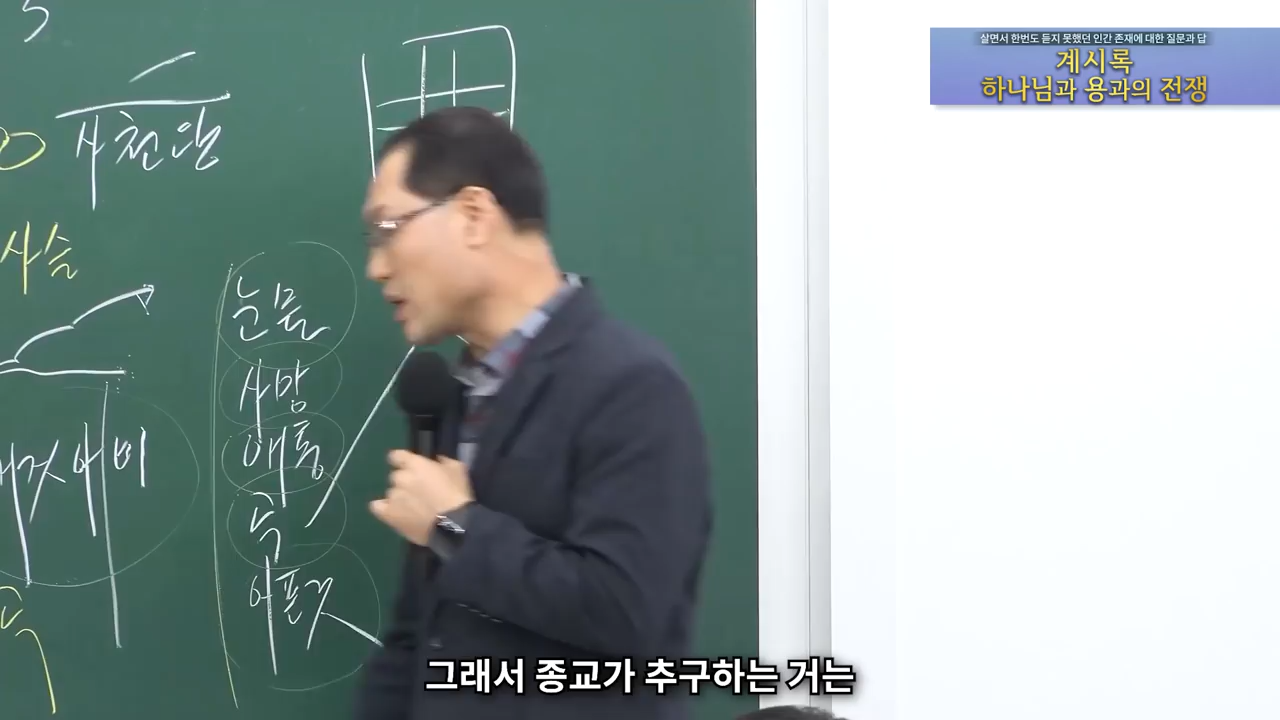 살면서 한번도 듣지 못했던 인간 존재에 대한 질문과 답
계시록
하나님과 용과의 전쟁
5
사천왕
사슬
눈물
사망
애통
곡
아픈것
그래서 종교가 추구하는 거는